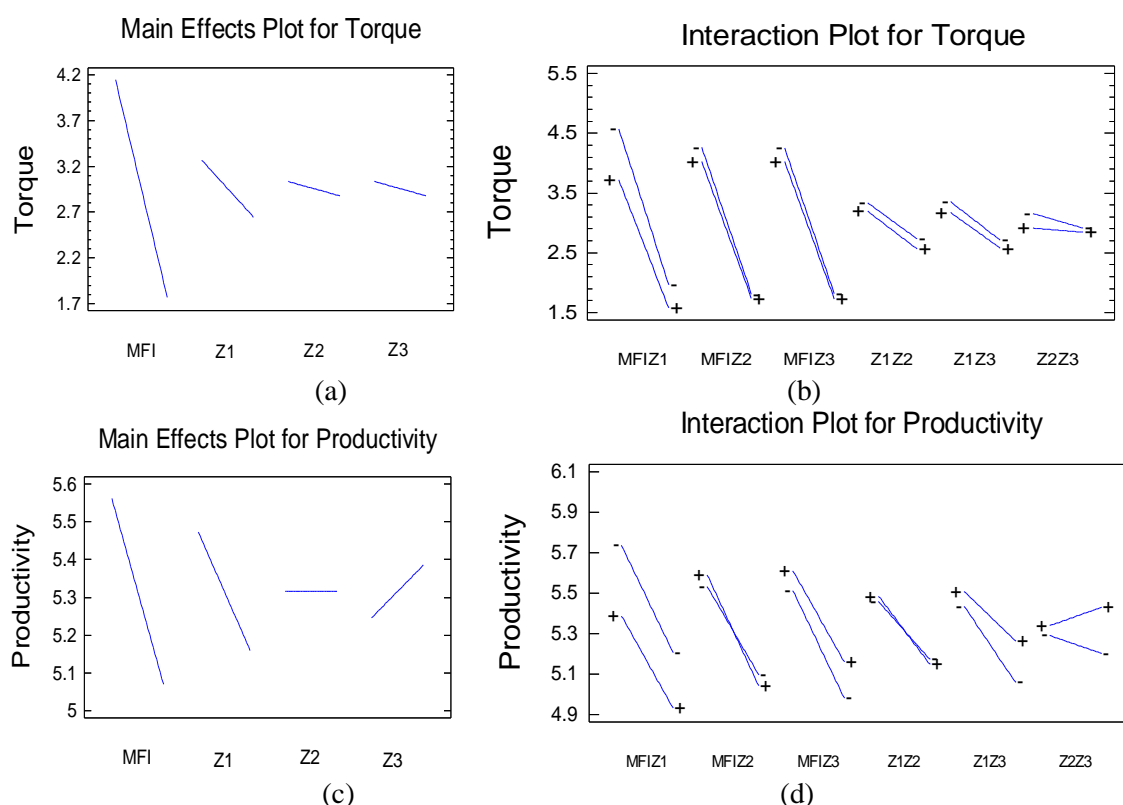 Main Effects Plot for Torque
Torque
4.2
3.7
3.2
2.7
2.2
1.7
MFI Z1 Z2 Z3
(a)
Interaction Plot for Torque
Torque
5.5
4.5
3.5
2.5
1.5
MFIZ1 MFIZ2 MFIZ3 Z1Z2 Z1Z3 Z2Z3
(b)
Main Effects Plot for Productivity
Productivity
5.6
5.5
5.4
5.3
5.2
5.1
5
MFI Z1 Z2 Z3
(c)
Interaction Plot for Productivity
Productivity
6.1
5.9
5.7
5.5
5.3
5.1
4.9
MFIZ1 MFIZ2 MFIZ3 Z1Z2 Z1Z3 Z2Z3
(d)